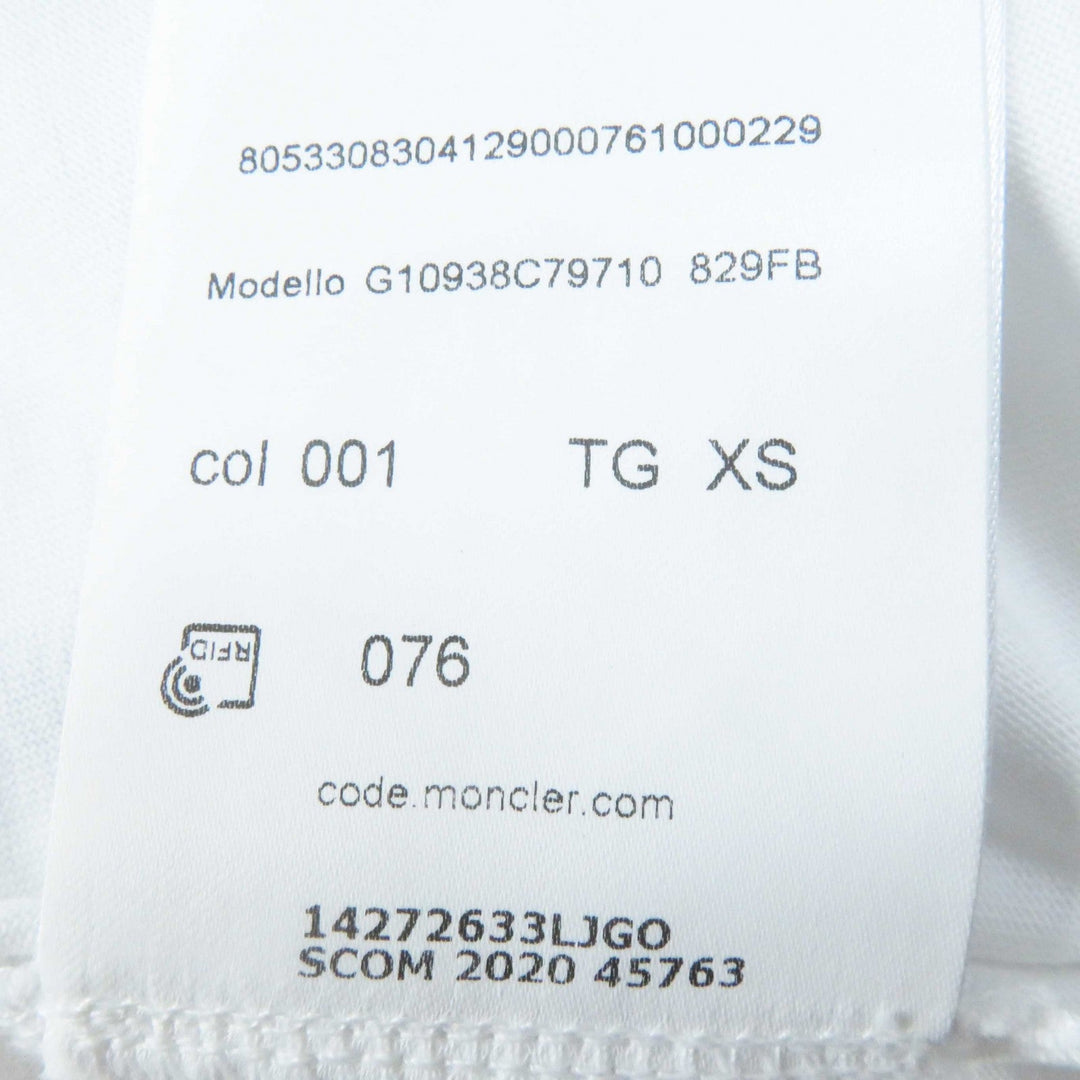 8053308304129000761000229
Modello G10938C79710 829FB
col 001 TG XS
RFID 076
code.moncler.com
14272633LJGO
SCOM 2020 45763